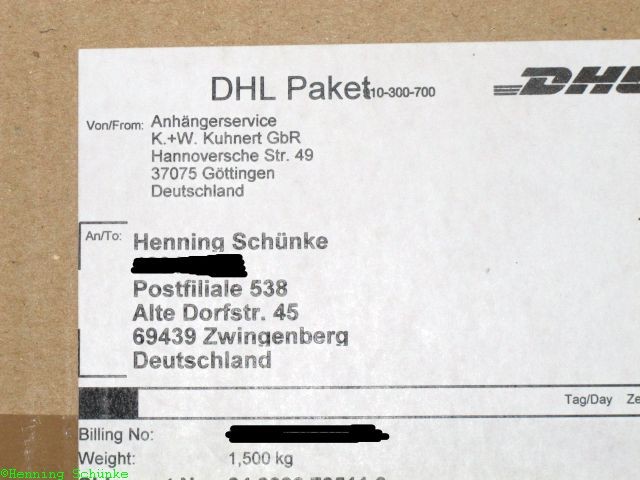 DHL Paket 10-300-700
DHL
Von/From: Anhängerservice
K.+W. Kuhnert GbR
Hannoversche Str. 49
37075 Göttingen
Deutschland
An/To: Henning Schünke
Postfiliale 538
Alte Dorfstr. 45
69439 Zwingenberg
Deutschland
Tag/Day Ze
Billing No:
Weight: 1,500 kg
©Henning Schünke